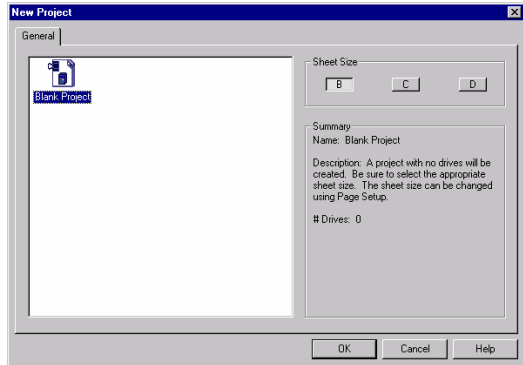 New Project
General
Blank Project
Sheet Size
B
C
D
Summary
Name: Blank Project
Description: A project with no drives will be
created. Be sure to select the appropriate
sheet size. The sheet size can be changed
using Page Setup.
# Drives: 0
OK
Cancel
Help